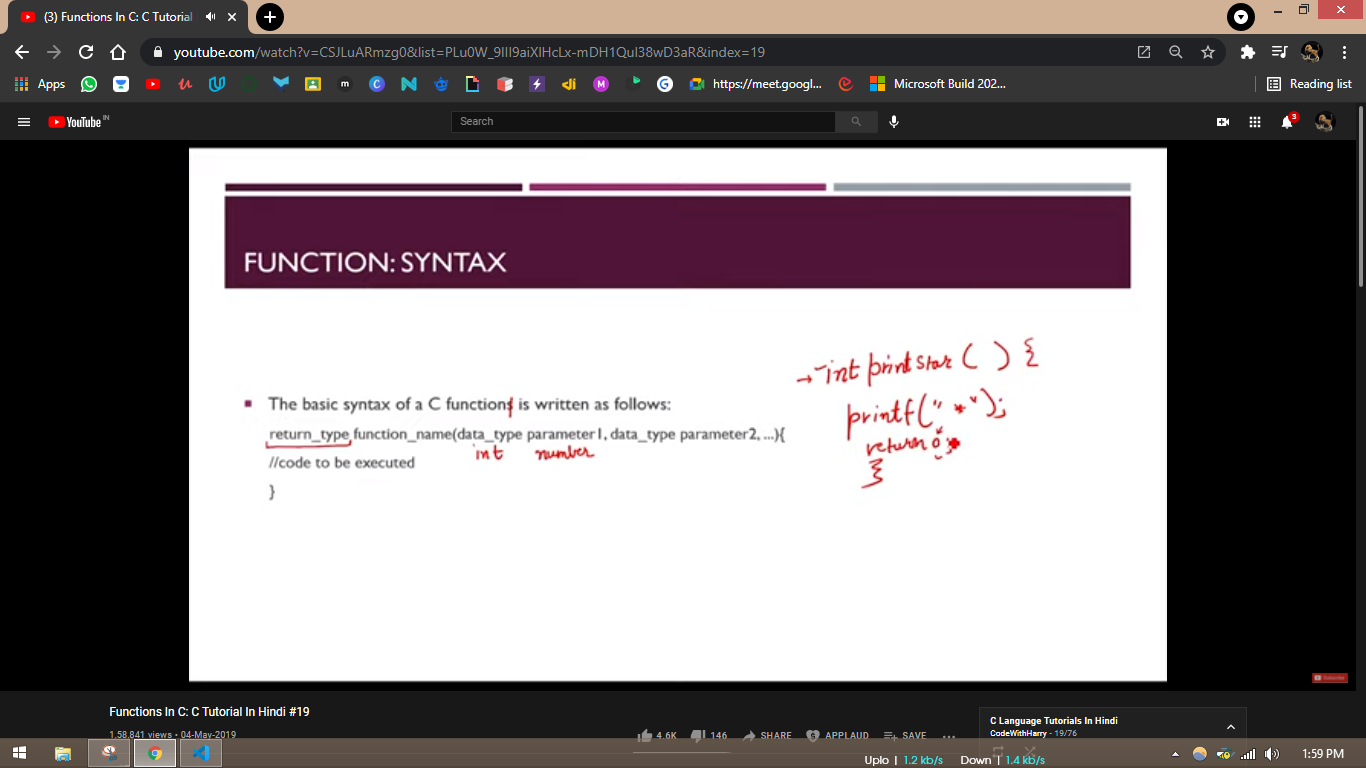 (3) Functions In C: C Tutorial
youtube.com/watch?v=CSJLuARmzg0&list=PLu0W_9lII9aiXlHcLx-mDH1QuI38wD3aR&index=19
Apps
https://meet.googl...
Microsoft Build 202...
Reading list
YouTube IN
Search
3
FUNCTION: SYNTAX
The basic syntax of a C functions is written as follows:
return_type function_name(data_type parameter1, data_type parameter2, ...){
int number
//code to be executed
}
→ int printstar ( ) {
printf(" * ");
return 0;
}
Subscribe
Functions In C: C Tutorial In Hindi #19
1,58,841 views • 04-May-2019
4.6K
146
SHARE
APPLAUD
SAVE
C Language Tutorials In Hindi
CodeWithHarry - 19/76
Uplo | 1.2 kb/s Down | 1.4 kb/s
1:59 PM